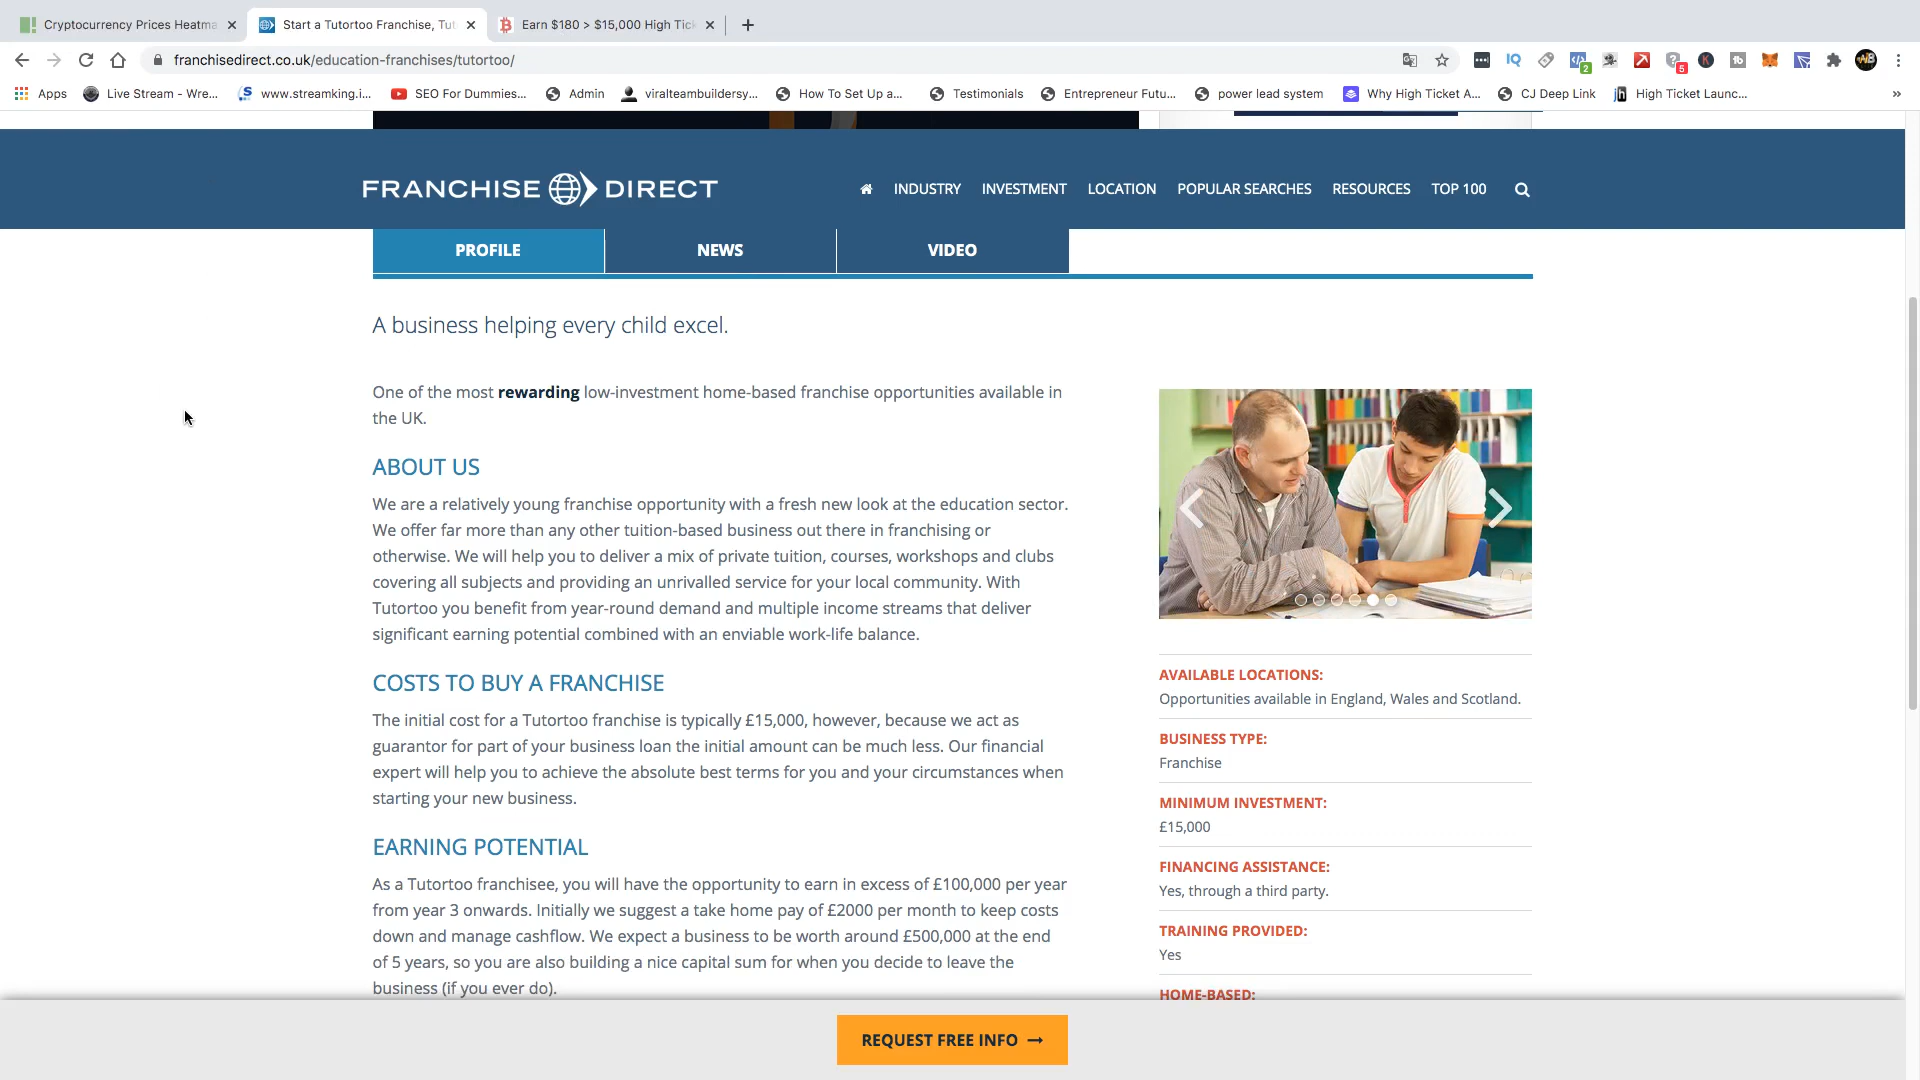 Cryptocurrency Prices Heatma
Start a Tutortoo Franchise, Tut
Earn $180 > $15,000 High Tick
franchisedirect.co.uk/education-franchises/tutortoo/
IQ
2
5
K
tb
Apps
Live Stream - Wre...
www.streamking.i...
SEO For Dummies...
Admin
viralteambuildersy...
How To Set Up a...
Testimonials
Entrepreneur Futu...
power lead system
Why High Ticket A...
CJ Deep Link
High Ticket Launc...
»
FRANCHISE DIRECT
INDUSTRY
INVESTMENT
LOCATION
POPULAR SEARCHES
RESOURCES
TOP 100
PROFILE
NEWS
VIDEO
A business helping every child excel.
One of the most rewarding low-investment home-based franchise opportunities available in
the UK.
ABOUT US
We are a relatively young franchise opportunity with a fresh new look at the education sector.
We offer far more than any other tuition-based business out there in franchising or
otherwise. We will help you to deliver a mix of private tuition, courses, workshops and clubs
covering all subjects and providing an unrivalled service for your local community. With
Tutortoo you benefit from year-round demand and multiple income streams that deliver
significant earning potential combined with an enviable work-life balance.
COSTS TO BUY A FRANCHISE
The initial cost for a Tutortoo franchise is typically £15,000, however, because we act as
guarantor for part of your business loan the initial amount can be much less. Our financial
expert will help you to achieve the absolute best terms for you and your circumstances when
starting your new business.
EARNING POTENTIAL
As a Tutortoo franchisee, you will have the opportunity to earn in excess of £100,000 per year
from year 3 onwards. Initially we suggest a take home pay of £2000 per month to keep costs
down and manage cashflow. We expect a business to be worth around £500,000 at the end
of 5 years, so you are also building a nice capital sum for when you decide to leave the
business (if you ever do).
AVAILABLE LOCATIONS:
Opportunities available in England, Wales and Scotland.
BUSINESS TYPE:
Franchise
MINIMUM INVESTMENT:
£15,000
FINANCING ASSISTANCE:
Yes, through a third party.
TRAINING PROVIDED:
Yes
HOME-BASED:
REQUEST FREE INFO →